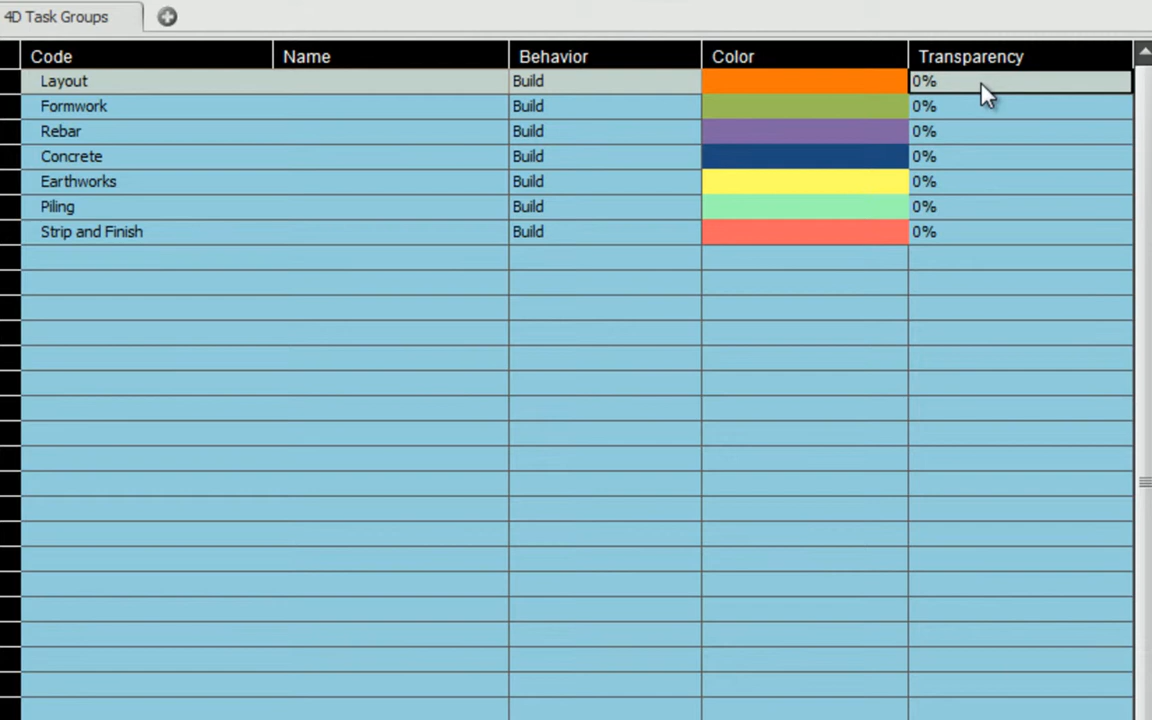 4D Task Groups
Code Name Behavior Color Transparency
Layout Build 0%
Formwork Build 0%
Rebar Build 0%
Concrete Build 0%
Earthworks Build 0%
Piling Build 0%
Strip and Finish Build 0%